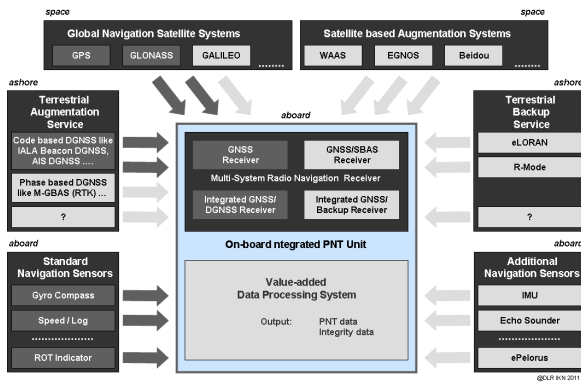 space
space
Global Navigation Satellite Systems
GPS
GLONASS
GALILEO
........
Satellite based Augmentation Systems
WAAS
EGNOS
Beidou
........
ashore
Terrestrial
Augmentation
Service
Code based DGNSS like
IALA Beacon DGNSS,
AIS DGNSS ....
Phase based DGNSS
like M-GBAS (RTK) ...
?
aboard
GNSS
Receiver
GNSS/SBAS
Receiver
Multi-System Radio Navigation Receiver
Integrated GNSS/
DGNSS Receiver
Integrated GNSS/
Backup Receiver
On-board ntegrated PNT Unit
Value-added
Data Processing System
Output: PNT data
Integrity data
ashore
Terrestrial
Backup
Service
eLORAN
R-Mode
?
aboard
Standard
Navigation Sensors
Gyro Compass
Speed / Log
....................
ROT Indicator
aboard
Additional
Navigation Sensors
IMU
Echo Sounder
....................
ePelorus
@DLR IKN 2011